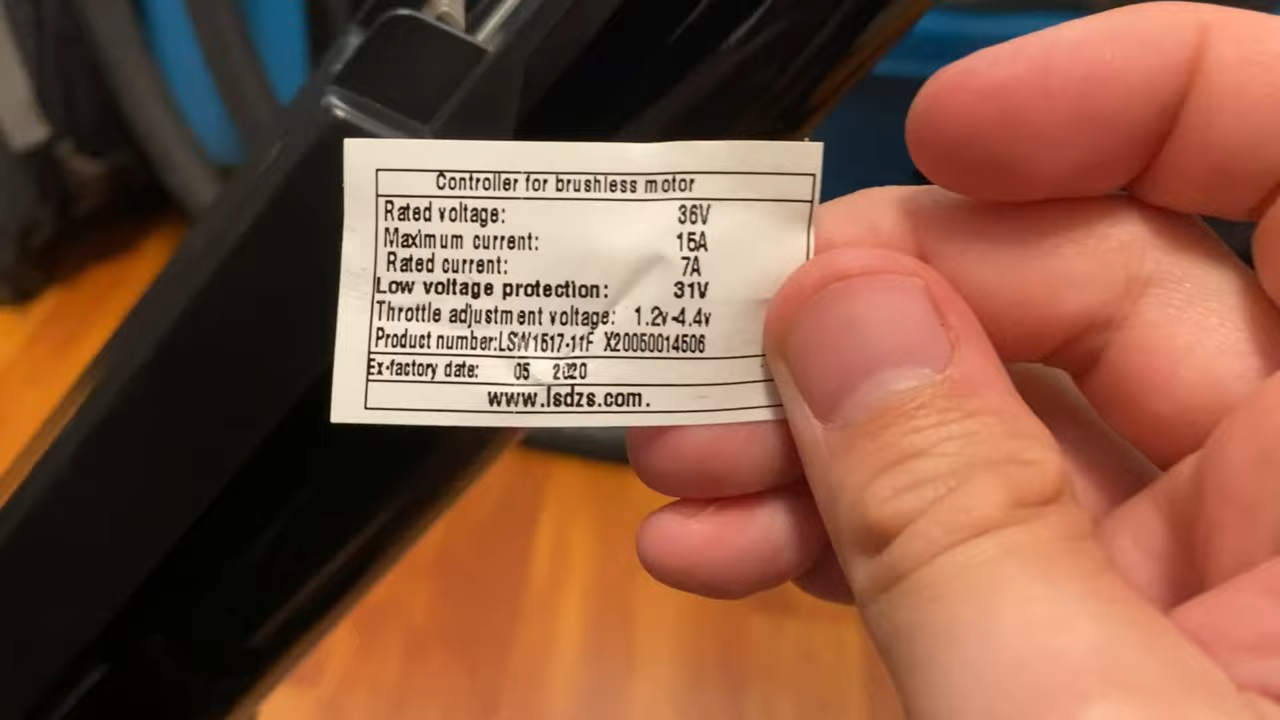 Controller for brushless motor
Rated voltage: 36V
Maximum current: 15A
Rated current: 7A
Low voltage protection: 31V
Throttle adjustment voltage: 1.2v-4.4v
Product number:LSW1517-11F X20050014506
Ex-factory date: 05 2020
www.lsdzs.com.